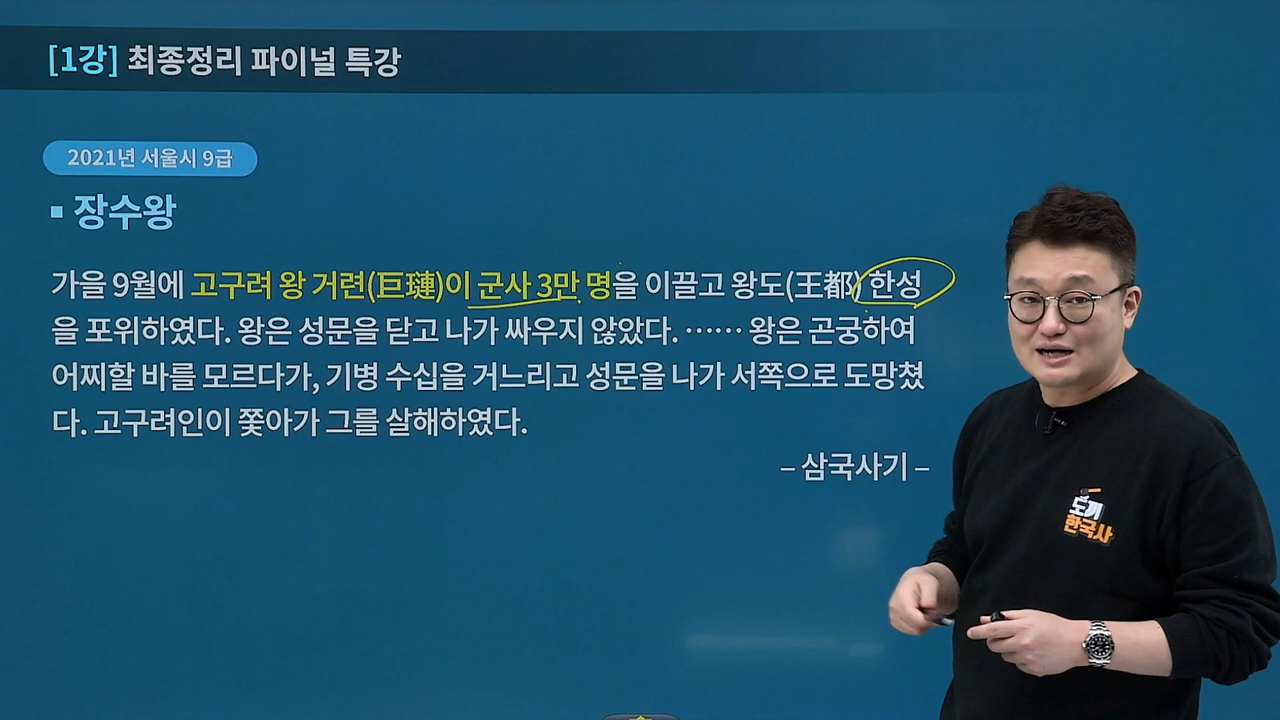 [1강] 최종정리 파이널 특강
2021년 서울시 9급
▪ 장수왕
가을 9월에 고구려 왕 거련(巨璉)이 군사 3만 명을 이끌고 왕도(王都) 한성
을 포위하였다. 왕은 성문을 닫고 나가 싸우지 않았다. …… 왕은 곤궁하여
어찌할 바를 모르다가, 기병 수십을 거느리고 성문을 나가 서쪽으로 도망쳤
다. 고구려인이 쫓아가 그를 살해하였다.
– 삼국사기 –
도끼
한국사